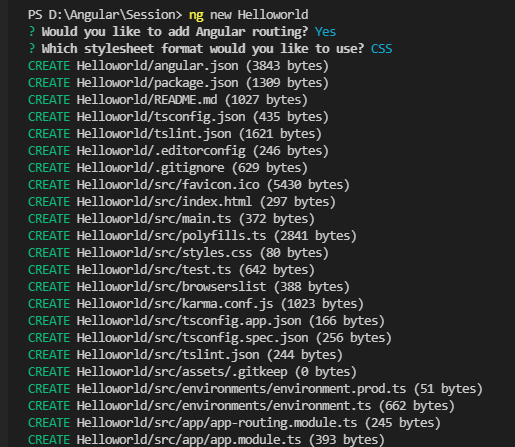 PS D:\Angular\Session> ng new Helloworld
? Would you like to add Angular routing? Yes
? Which stylesheet format would you like to use? CSS
CREATE Helloworld/angular.json (3843 bytes)
CREATE Helloworld/package.json (1309 bytes)
CREATE Helloworld/README.md (1027 bytes)
CREATE Helloworld/tsconfig.json (435 bytes)
CREATE Helloworld/tslint.json (1621 bytes)
CREATE Helloworld/.editorconfig (246 bytes)
CREATE Helloworld/.gitignore (629 bytes)
CREATE Helloworld/src/favicon.ico (5430 bytes)
CREATE Helloworld/src/index.html (297 bytes)
CREATE Helloworld/src/main.ts (372 bytes)
CREATE Helloworld/src/polyfills.ts (2841 bytes)
CREATE Helloworld/src/styles.css (80 bytes)
CREATE Helloworld/src/test.ts (642 bytes)
CREATE Helloworld/src/browserslist (388 bytes)
CREATE Helloworld/src/karma.conf.js (1023 bytes)
CREATE Helloworld/src/tsconfig.app.json (166 bytes)
CREATE Helloworld/src/tsconfig.spec.json (256 bytes)
CREATE Helloworld/src/tslint.json (244 bytes)
CREATE Helloworld/src/assets/.gitkeep (0 bytes)
CREATE Helloworld/src/environments/environment.prod.ts (51 bytes)
CREATE Helloworld/src/environments/environment.ts (662 bytes)
CREATE Helloworld/src/app/app-routing.module.ts (245 bytes)
CREATE Helloworld/src/app/app.module.ts (393 bytes)